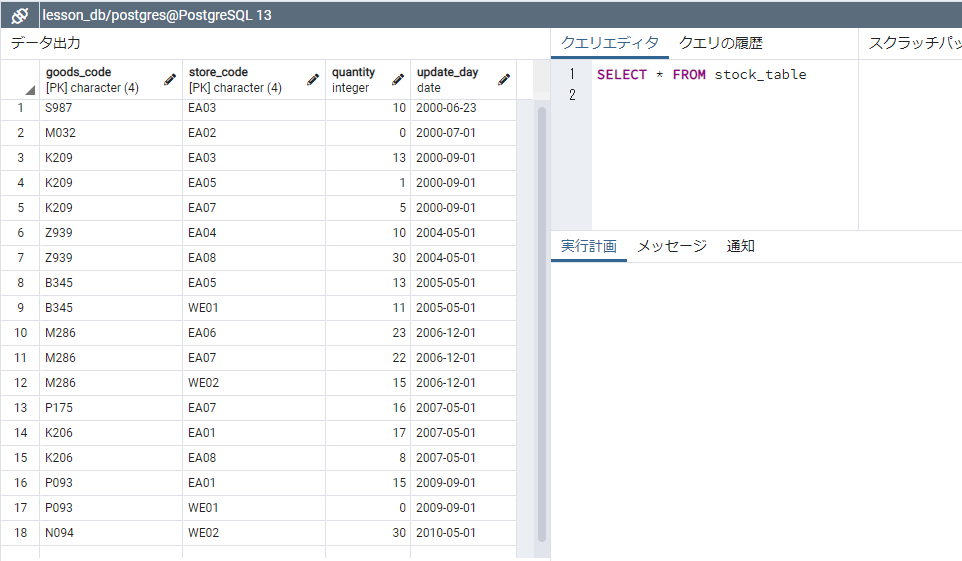 lesson_db/postgres@PostgreSQL 13
データ出力
goods_code store_code quantity update_day
[PK] character (4) [PK] character (4) integer date
1 S987 EA03 10 2000-06-23
2 M032 EA02 0 2000-07-01
3 K209 EA03 13 2000-09-01
4 K209 EA05 1 2000-09-01
5 K209 EA07 5 2000-09-01
6 Z939 EA04 10 2004-05-01
7 Z939 EA08 30 2004-05-01
8 B345 EA05 13 2005-05-01
9 B345 WE01 11 2005-05-01
10 M286 EA06 23 2006-12-01
11 M286 EA07 22 2006-12-01
12 M286 WE02 15 2006-12-01
13 P175 EA07 16 2007-05-01
14 K206 EA01 17 2007-05-01
15 K206 EA08 8 2007-05-01
16 P093 EA01 15 2009-09-01
17 P093 WE01 0 2009-09-01
18 N094 WE02 30 2010-05-01
クエリエディタ クエリの履歴 スクラッチパッ
1 SELECT * FROM stock_table
2
実行計画 メッセージ 通知